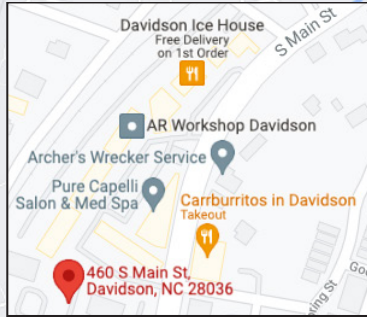 Davidson Ice House
Free Delivery
on 1st Order
S Main St
AR Workshop Davidson
Archer's Wrecker Service
Pure Capelli
Salon & Med Spa
Carrburritos in Davidson
Takeout
460 S Main St,
Davidson, NC 28036